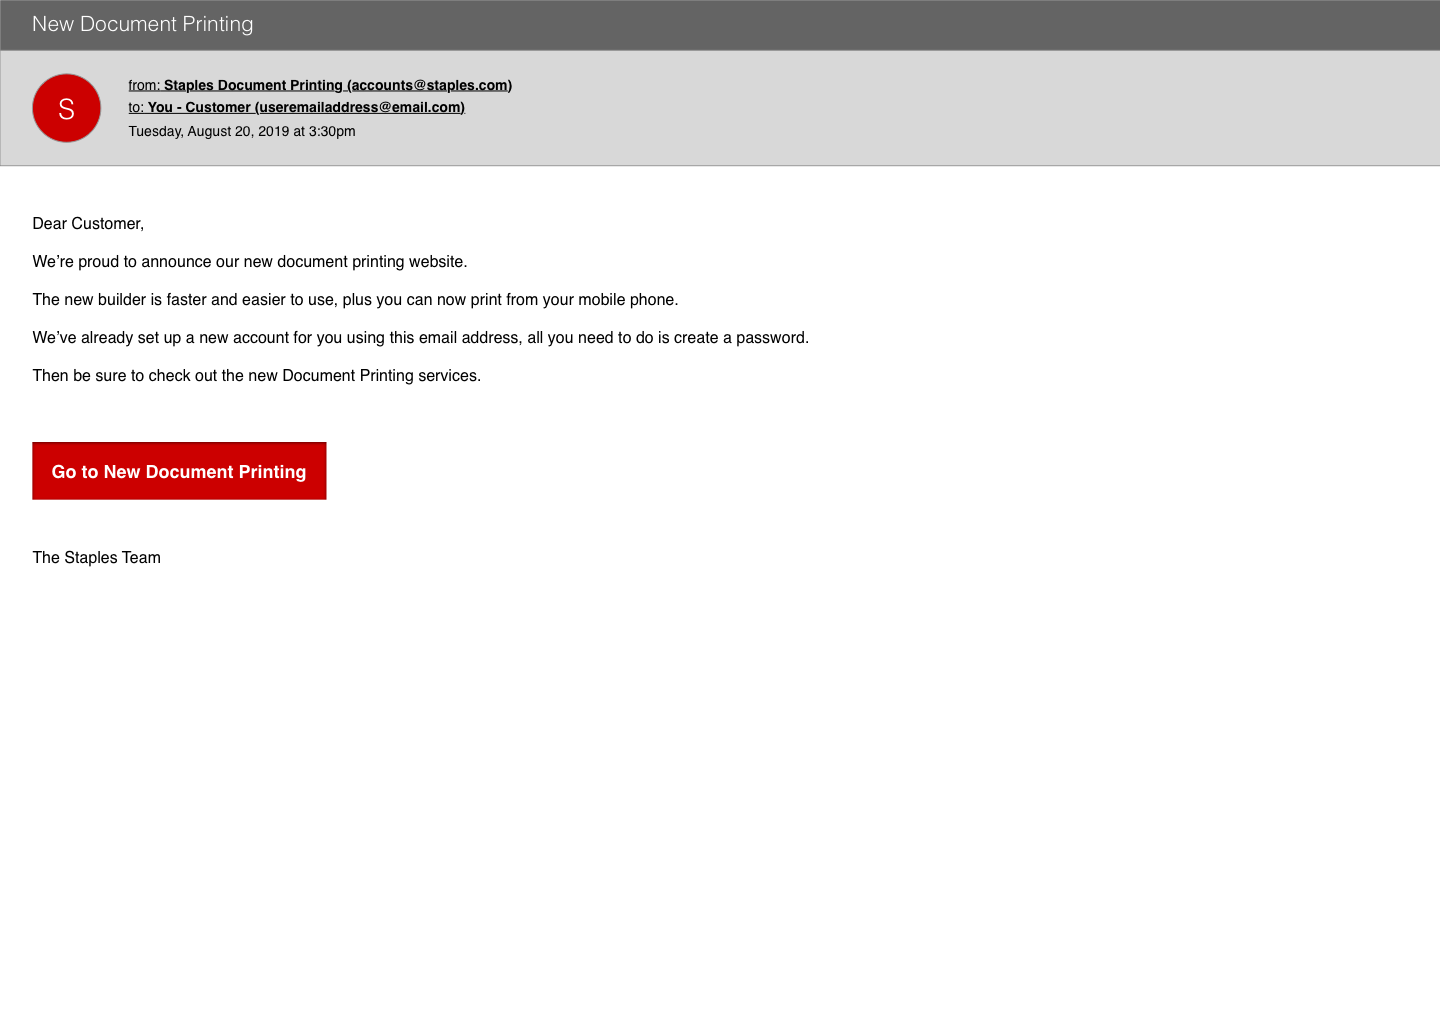 New Document Printing
S
from: Staples Document Printing (accounts@staples.com)
to: You - Customer (useremailaddress@email.com)
Tuesday, August 20, 2019 at 3:30pm
Dear Customer,
We’re proud to announce our new document printing website.
The new builder is faster and easier to use, plus you can now print from your mobile phone.
We’ve already set up a new account for you using this email address, all you need to do is create a password.
Then be sure to check out the new Document Printing services.
Go to New Document Printing
The Staples Team